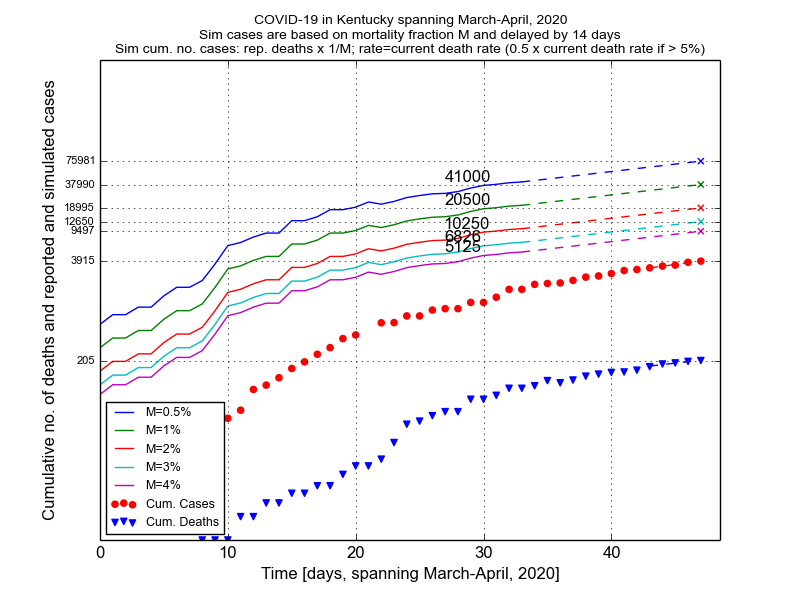 COVID-19 in Kentucky spanning March-April, 2020
Sim cases are based on mortality fraction M and delayed by 14 days
Sim cum. no. cases: rep. deaths x 1/M; rate=current death rate (0.5 x current death rate if > 5%)
Cumulative no. of deaths and reported and simulated cases
75981
37990
18995
12650
9497
3915
205
41000
20500
10250
6826
5125
M=0.5%
M=1%
M=2%
M=3%
M=4%
Cum. Cases
Cum. Deaths
0 10 20 30 40
Time [days, spanning March-April, 2020]